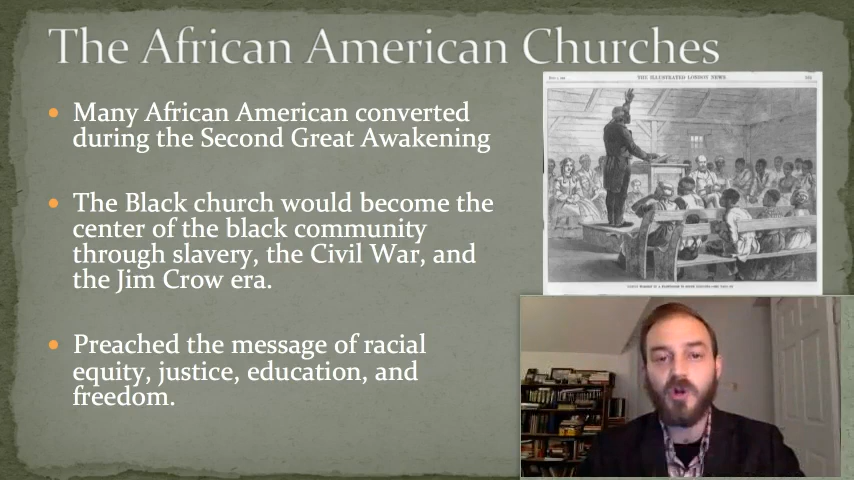 The African American Churches
• Many African American converted
during the Second Great Awakening
• The Black church would become the
center of the black community
through slavery, the Civil War, and
the Jim Crow era.
• Preached the message of racial
equity, justice, education, and
freedom.
THE ILLUSTRATED LONDON NEWS